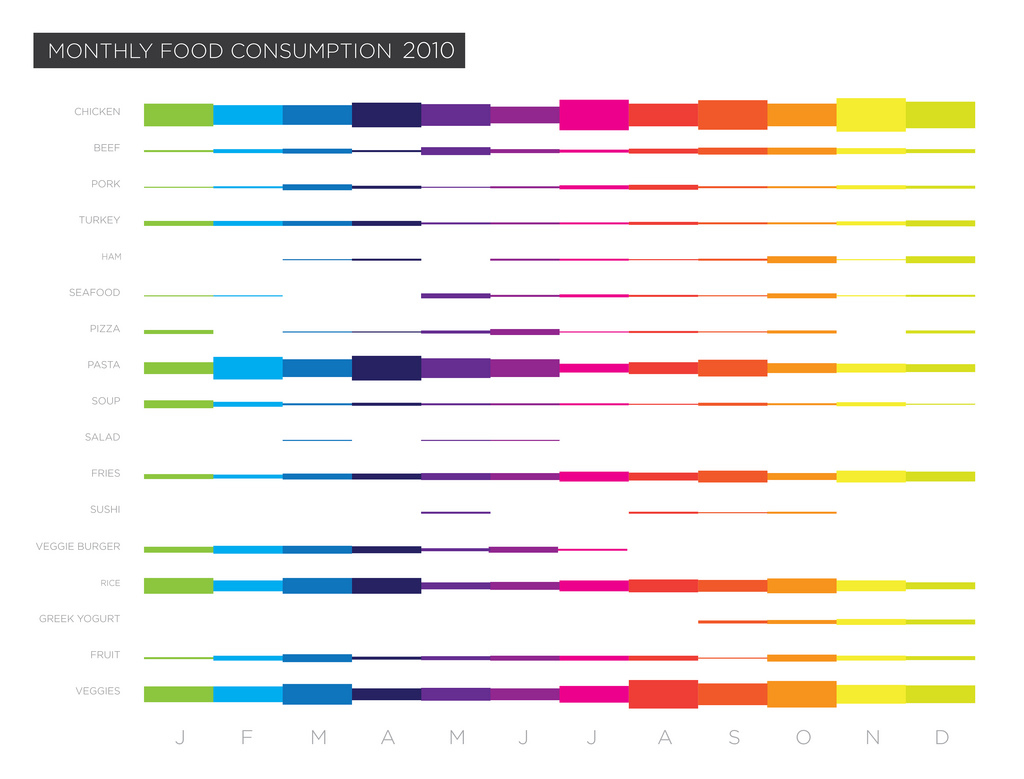 MONTHLY FOOD CONSUMPTION 2010
CHICKEN
BEEF
PORK
TURKEY
HAM
SEAFOOD
PIZZA
PASTA
SOUP
SALAD
FRIES
SUSHI
VEGGIE BURGER
RICE
GREEK YOGURT
FRUIT
VEGGIES
J F M A M J J A S O N D